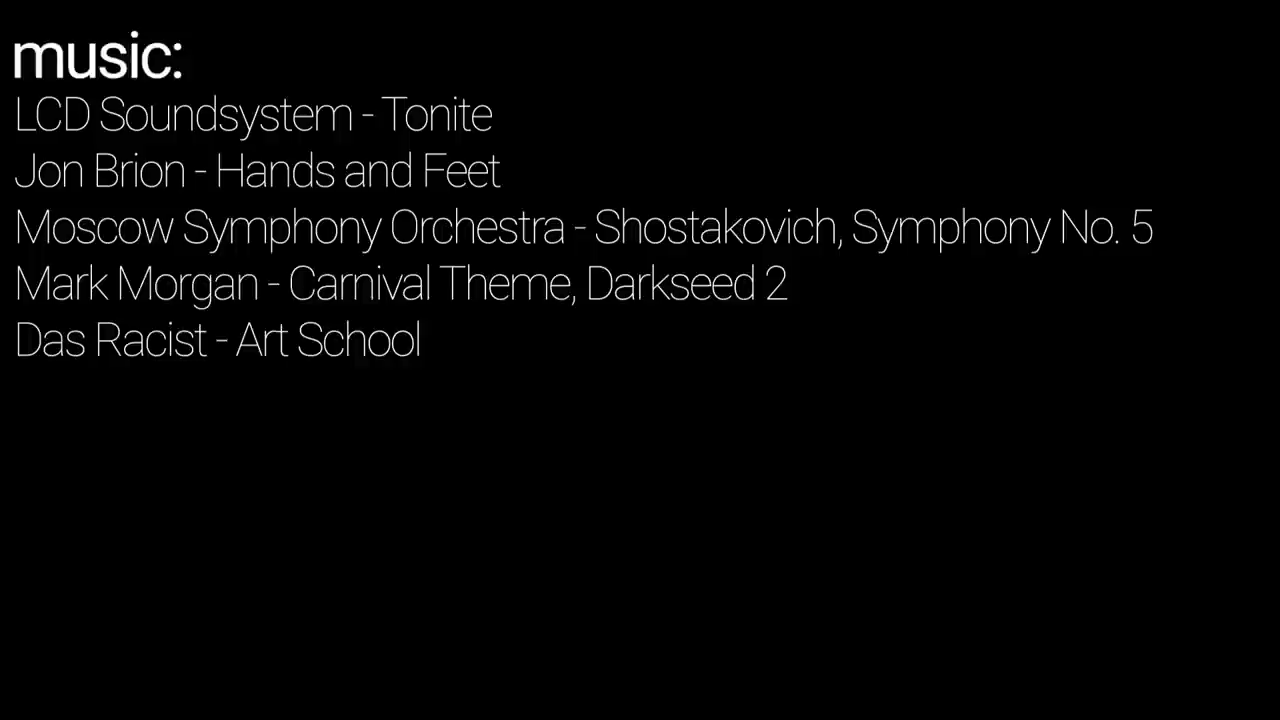 music:
LCD Soundsystem - Tonite
Jon Brion - Hands and Feet
Moscow Symphony Orchestra - Shostakovich, Symphony No. 5
Mark Morgan - Carnival Theme, Darkseed 2
Das Racist - Art School